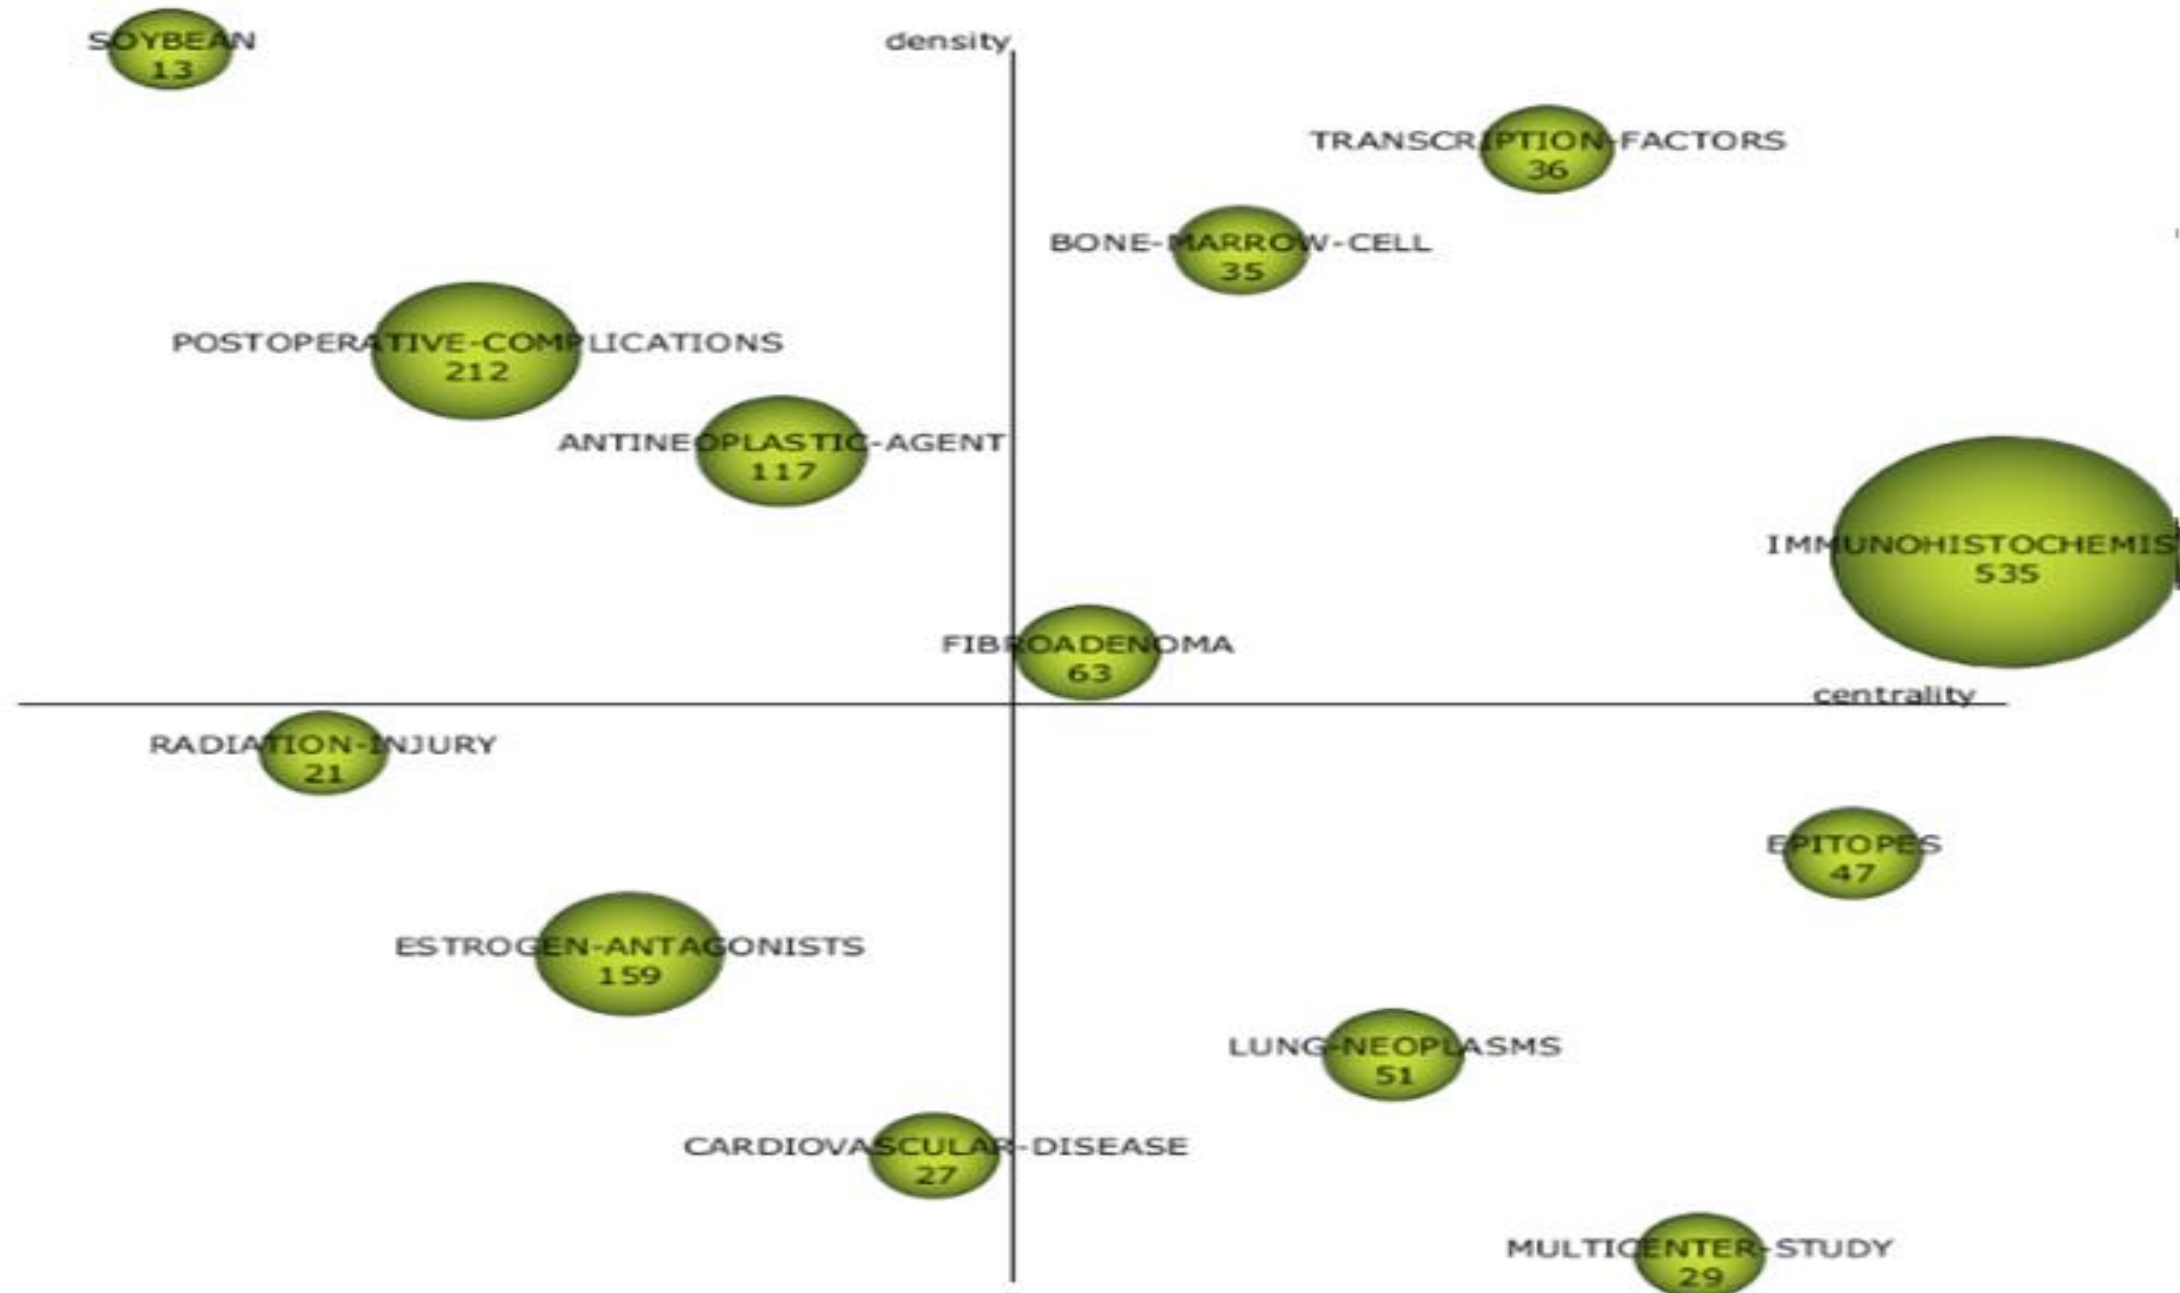 SOYBEAN
13
density
TRANSCRIPTION-FACTORS
36
BONE-MARROW-CELL
35
POSTOPERATIVE-COMPLICATIONS
212
ANTINEOPLASTIC-AGENT
117
IMMUNOHISTOCHEMIS
535
FIBROADENOMA
63
centrality
RADIATION-INJURY
21
EPITOPES
47
ESTROGEN-ANTAGONISTS
159
LUNG-NEOPLASMS
51
CARDIOVASCULAR-DISEASE
27
MULTICENTER-STUDY
29